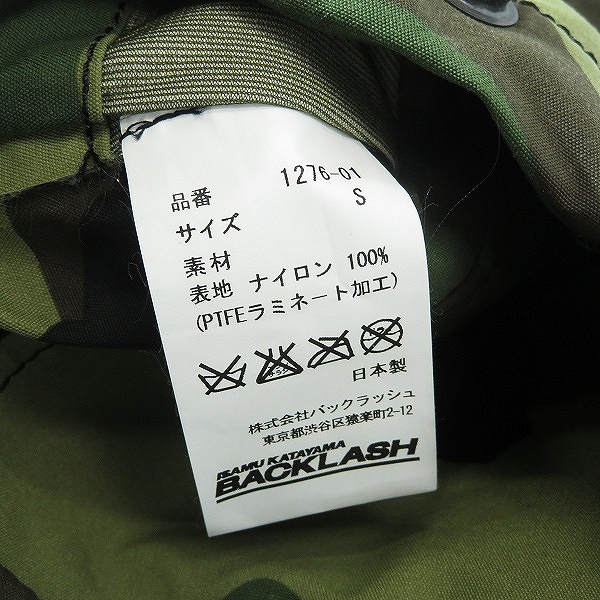 品番 1276-01
サイズ S
素材
表地 ナイロン 100%
(PTFEラミネート加工)
日本製
株式会社バックラッシュ
東京都渋谷区猿楽町2-12
ISAMU KATAYAMA
BACKLASH